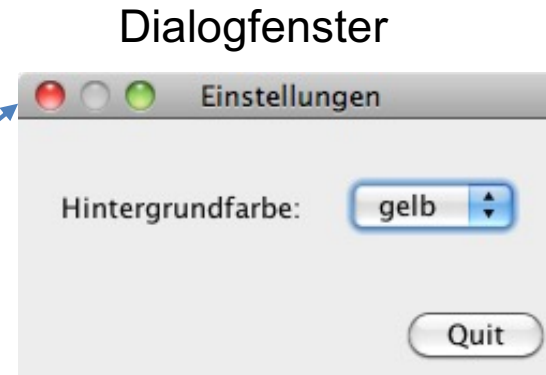 Dialogfenster
Einstellungen
Hintergrundfarbe: gelb
Quit